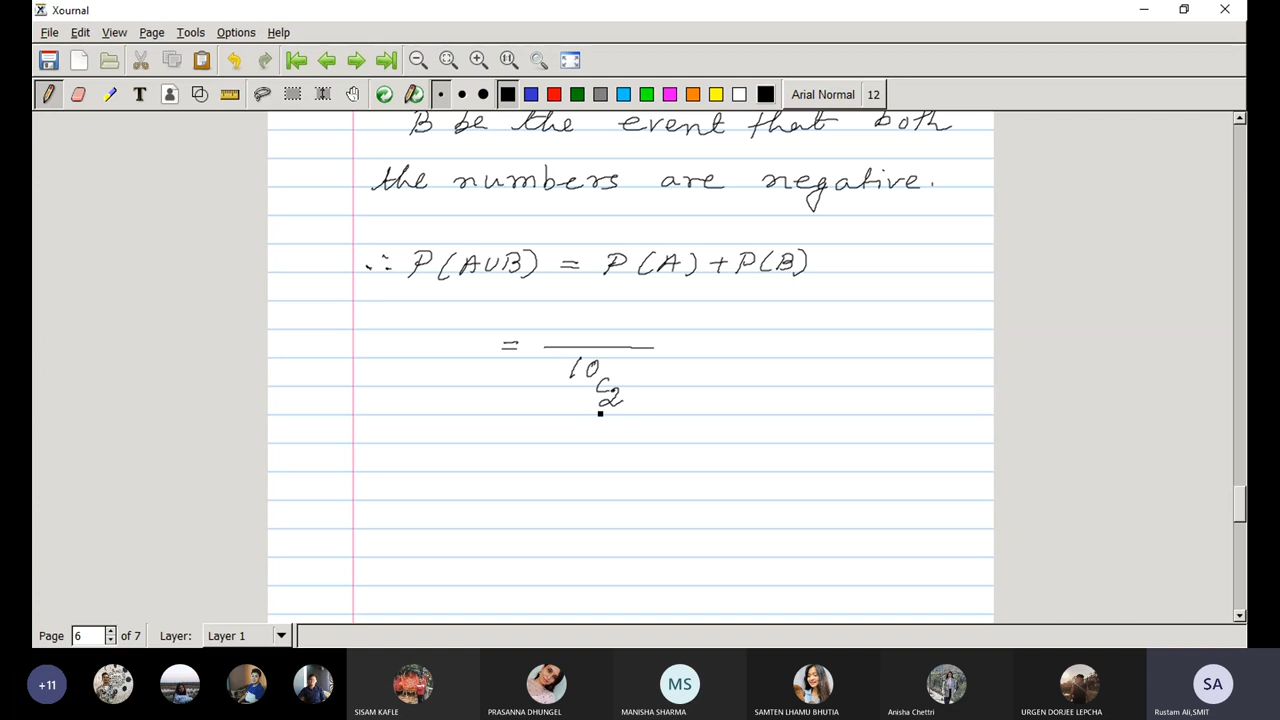 Xournal
File Edit View Page Tools Options Help
Arial Normal 12
B be the event that both
the numbers are negative.
∴ P(A∪B) = P(A) + P(B)
=
10
C
2
Page 6 of 7 Layer: Layer 1
+11 MS SA
SISAM KAFLE PRASANNA DHUNGEL MANISHA SHARMA SAMTEN LHAMU BHUTIA Anisha Chettri URGEN DORJEE LEPCHA Rustam Ali,SMIT